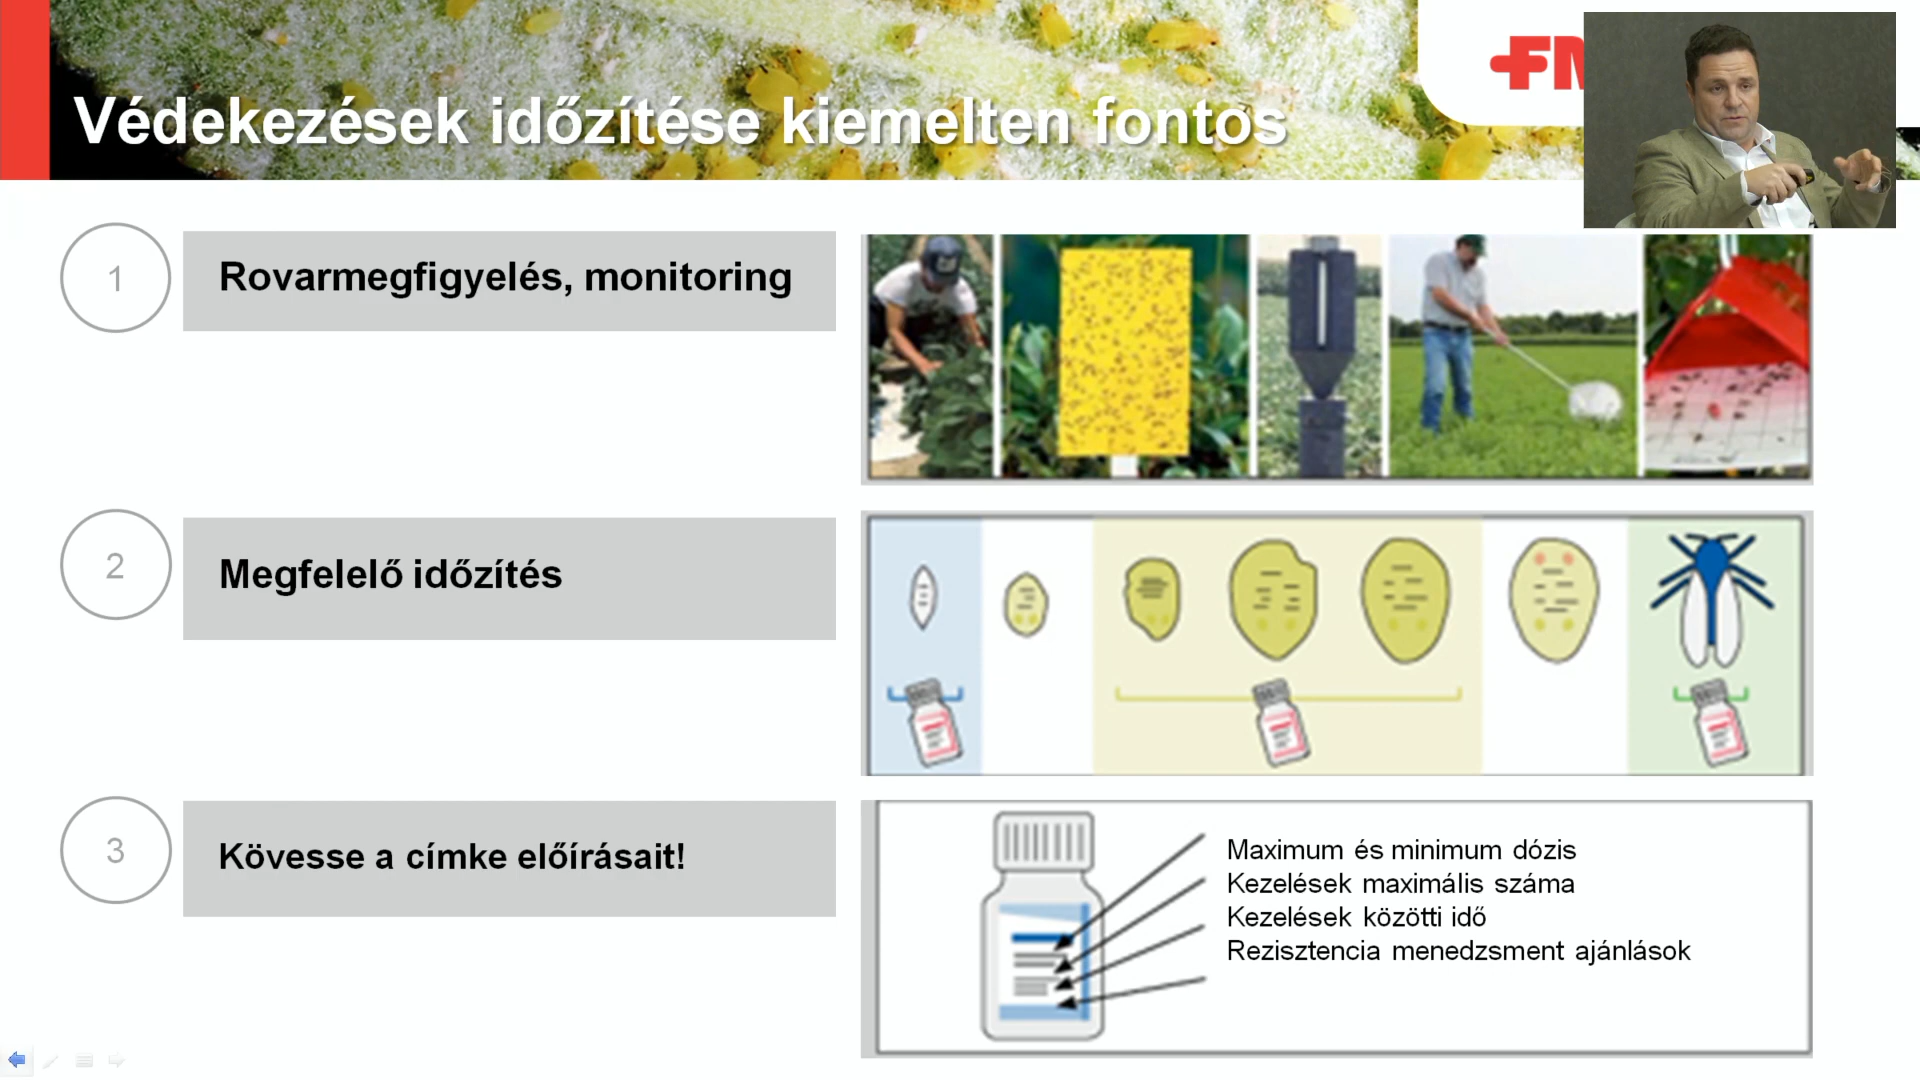 Védekezések időzítése kiemelten fontos
1
Rovarmegfigyelés, monitoring
2
Megfelelő időzítés
3
Kövesse a címke előírásait!
Maximum és minimum dózis
Kezelések maximális száma
Kezelések közötti idő
Rezisztencia menedzsment ajánlások